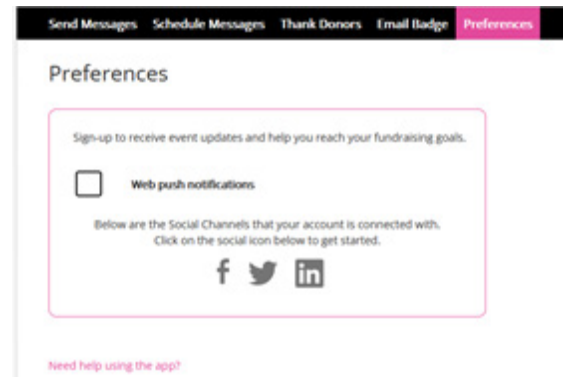 Send Messages Schedule Messages Thank Donors Email Badge Preferences
Preferences
Sign-up to receive event updates and help you reach your fundraising goals.
Web push notifications
Below are the Social Channels that your account is connected with.
Click on the social icon below to get started.
f in
Need help using the app?